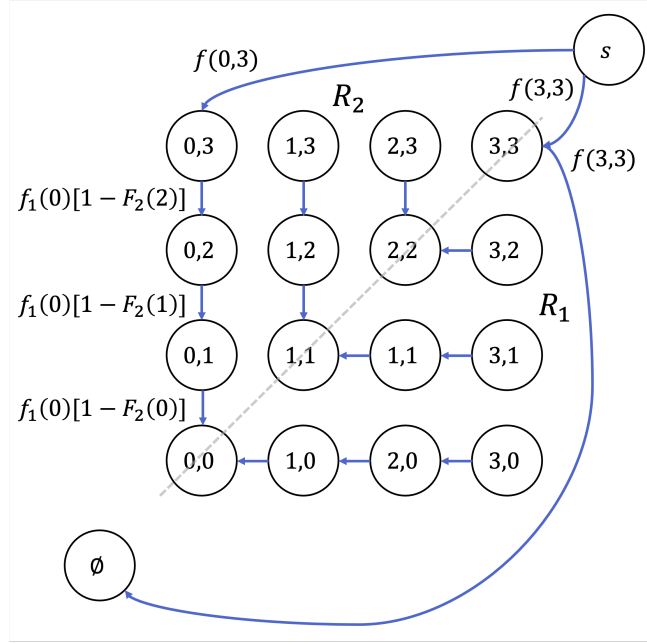 s
f(0,3)
f(3,3)
R₂
0,3 1,3 2,3 3,3
f(3,3)
f₁(0)[1 − F₂(2)]
0,2 1,2 2,2 3,2
f₁(0)[1 − F₂(1)]
R₁
0,1 1,1 1,1 3,1
f₁(0)[1 − F₂(0)]
0,0 1,0 2,0 3,0
∅